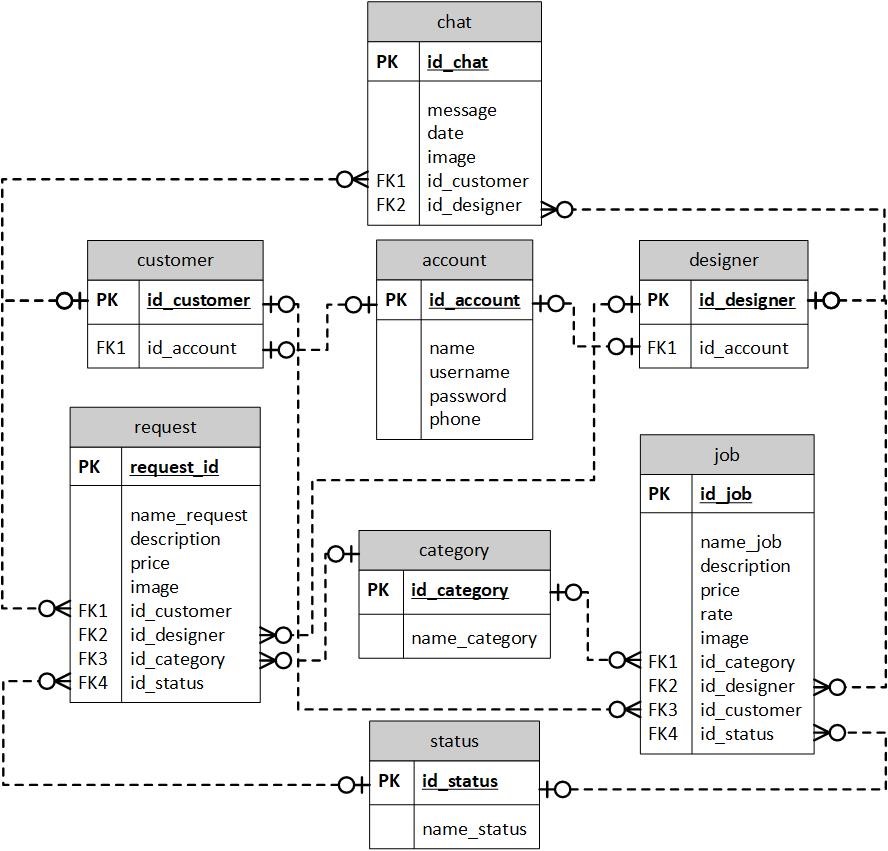 chat
PK id_chat
message
date
image
FK1 id_customer
FK2 id_designer
customer
PK id_customer
FK1 id_account
account
PK id_account
name
username
password
phone
designer
PK id_designer
FK1 id_account
request
PK request_id
name_request
description
price
image
FK1 id_customer
FK2 id_designer
FK3 id_category
FK4 id_status
category
PK id_category
name_category
job
PK id_job
name_job
description
price
rate
image
FK1 id_category
FK2 id_designer
FK3 id_customer
FK4 id_status
status
PK id_status
name_status